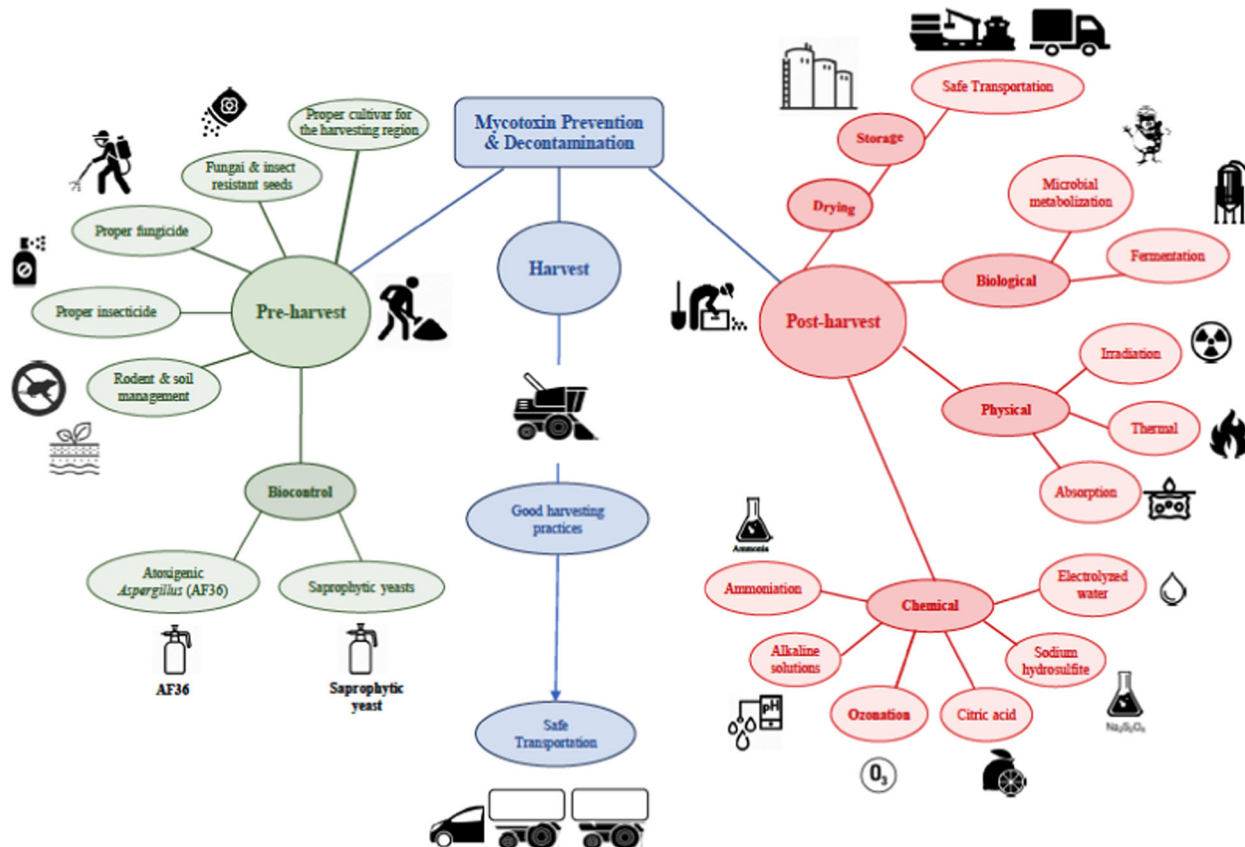 Mycotoxin Prevention
& Decontamination
Proper cultivar for
the harvesting region
Fungai & insect
resistant seeds
Proper fungicide
Proper insecticide
Rodent & soil
management
Pre-harvest
Biocontrol
Atoxigenic
Aspergillus (AF36)
Saprophytic yeasts
AF36
Saprophytic
yeast
Harvest
Good harvesting
practices
Safe
Transportation
Post-harvest
Drying
Storage
Safe Transportation
Biological
Microbial
metabolization
Fermentation
Physical
Irradiation
Thermal
Absorption
Chemical
Ammonia
Ammoniation
Alkaline
solutions
pH
Ozonation
O₃
Citric acid
Sodium
hydrosulfite
Electrolyzed
water